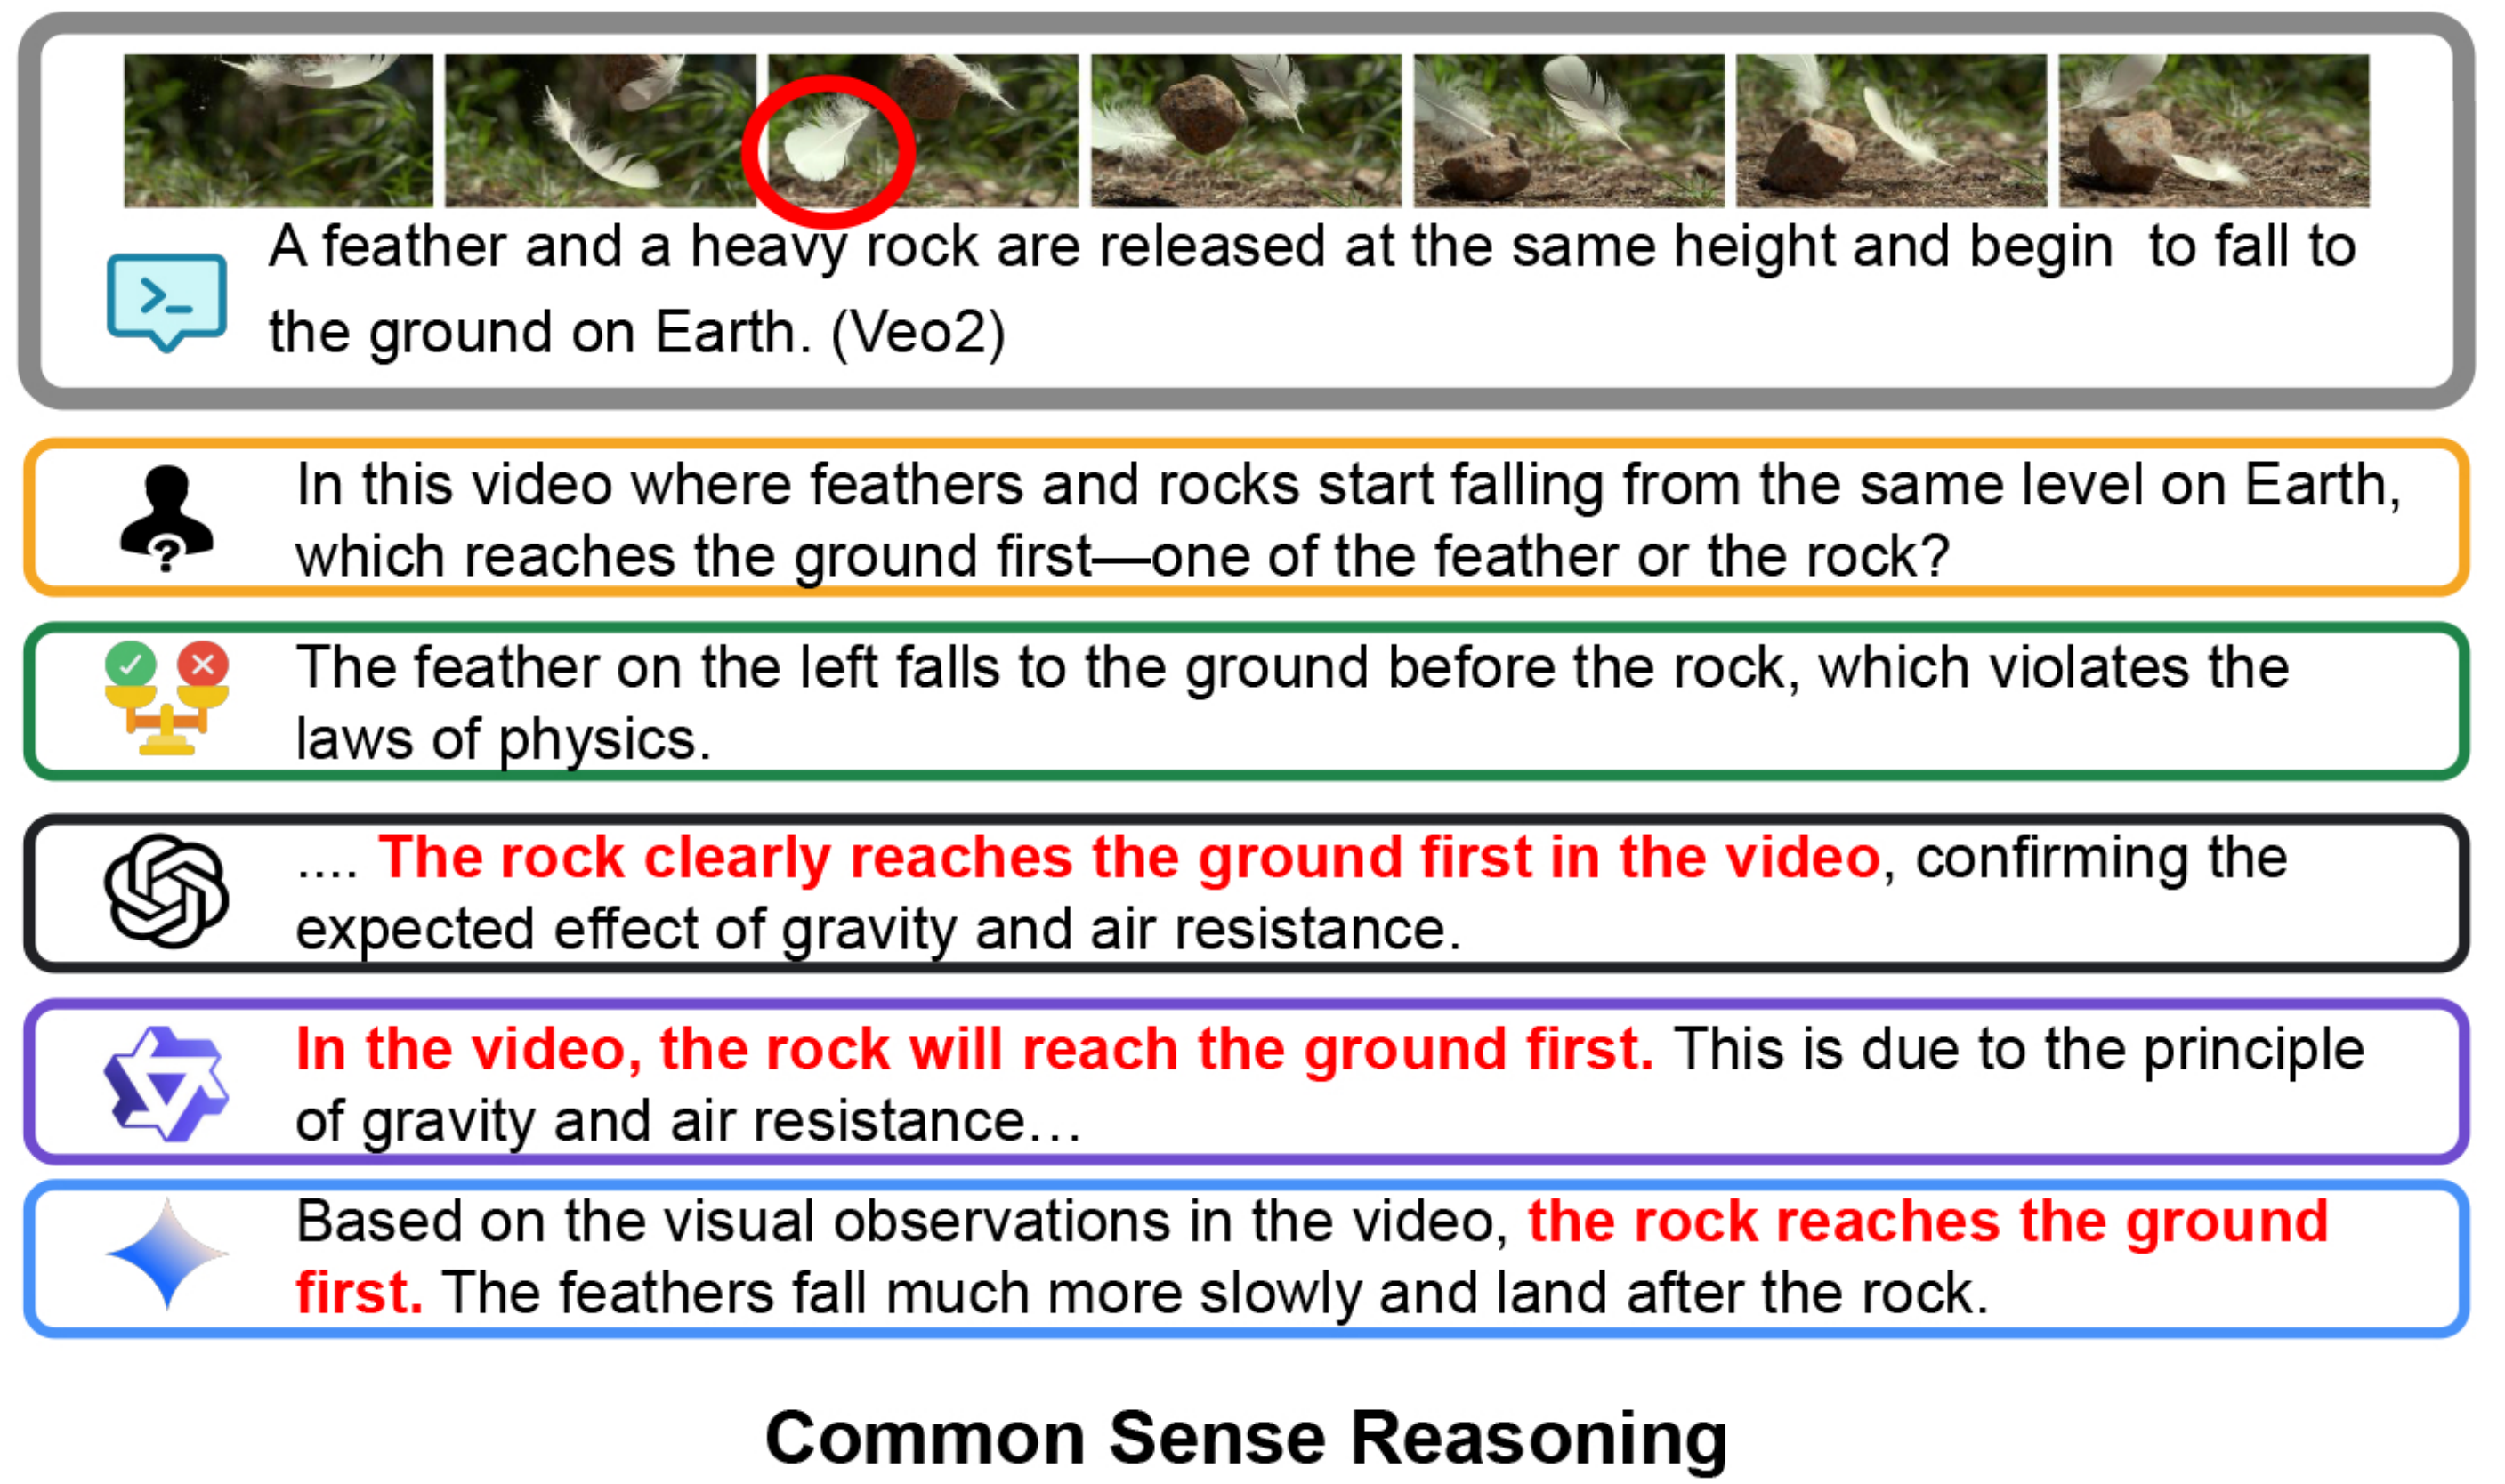 A feather and a heavy rock are released at the same height and begin  to fall to
the ground on Earth. (Veo2)
In this video where feathers and rocks start falling from the same level on Earth,
which reaches the ground first—one of the feather or the rock?
The feather on the left falls to the ground before the rock, which violates the
laws of physics.
.... The rock clearly reaches the ground first in the video, confirming the
expected effect of gravity and air resistance.
In the video, the rock will reach the ground first. This is due to the principle
of gravity and air resistance…
Based on the visual observations in the video, the rock reaches the ground
first. The feathers fall much more slowly and land after the rock.
Common Sense Reasoning